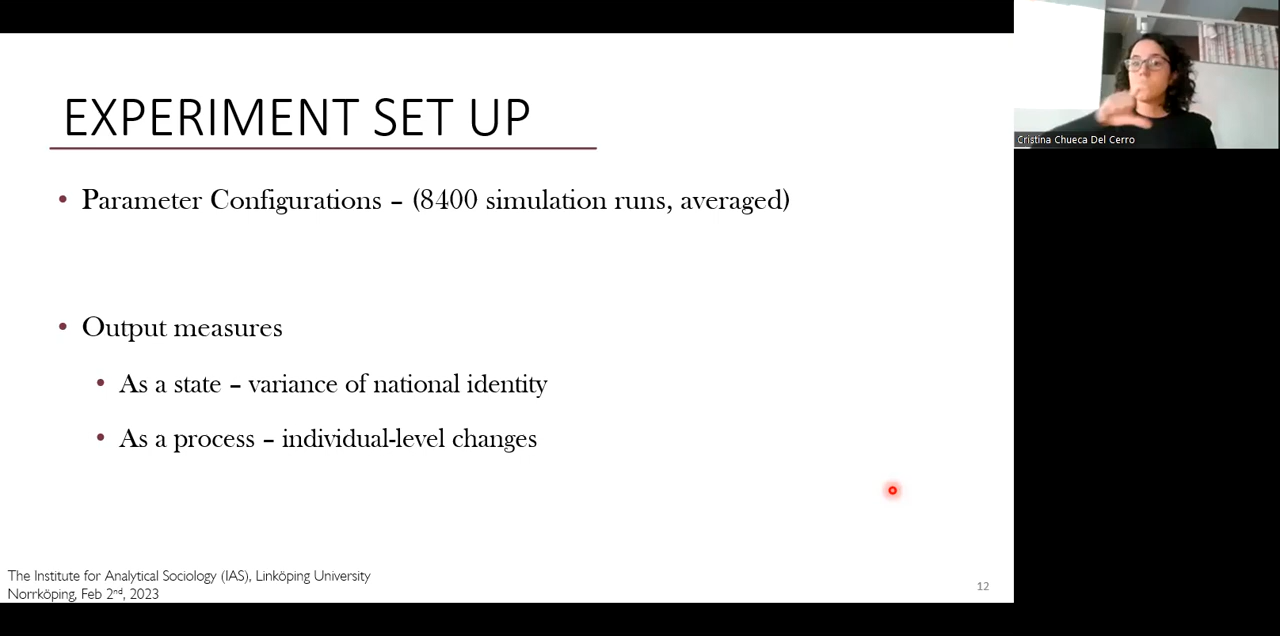 EXPERIMENT SET UP
• Parameter Configurations – (8400 simulation runs, averaged)
• Output measures
• As a state – variance of national identity
• As a process – individual-level changes
The Institute for Analytical Sociology (IAS), Linköping University
Norrköping, Feb 2nd, 2023
12
Cristina Chueca Del Cerro